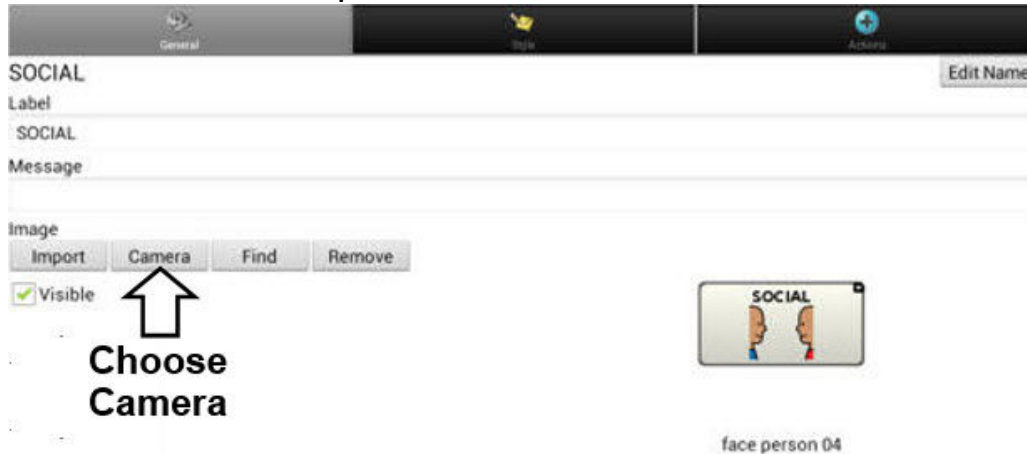 General
Style
Actions
SOCIAL
Edit Name
Label
SOCIAL
Message
Image
Import Camera Find Remove
Visible
SOCIAL
Choose
Camera
face person 04